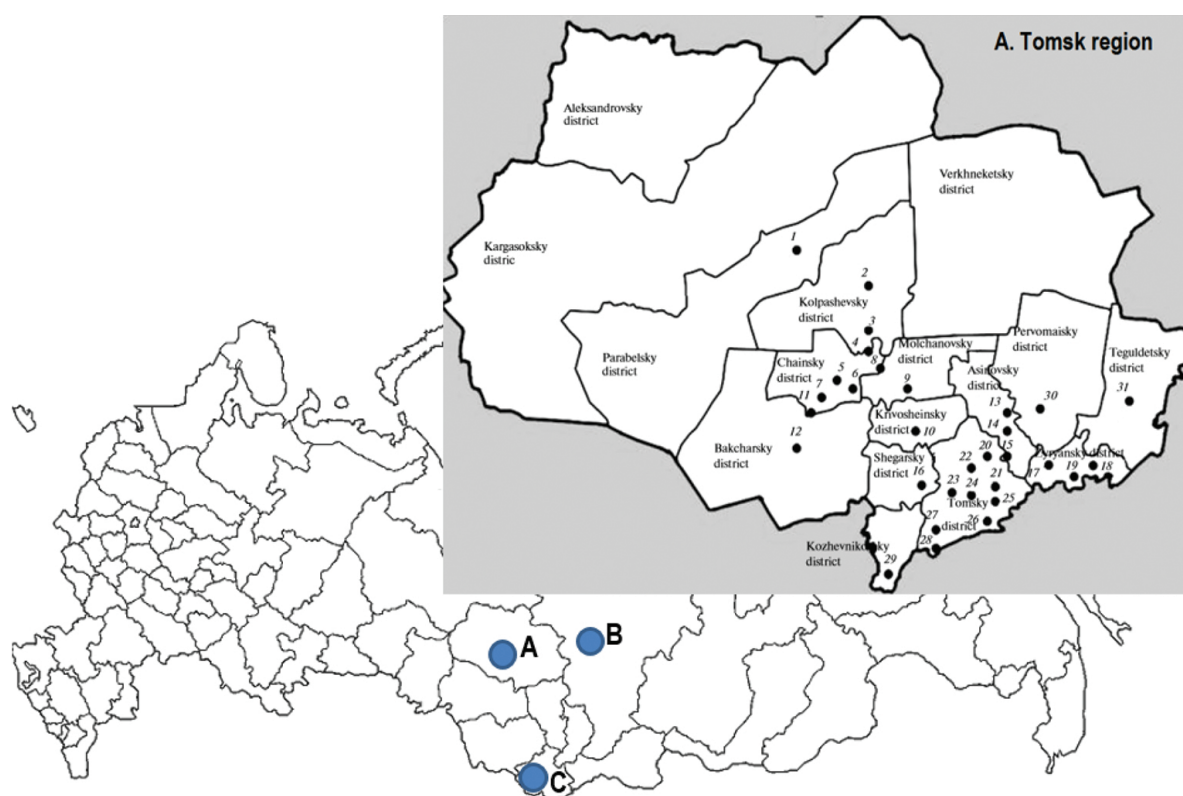 A. Tomsk region
Aleksandrovsky
district
Verkhneketsky
district
Kargasoksky
distric
1
2
Kolpashevsky
district
3
4
Parabelsky
district
Chainsky
district
5
6
7
8
Molchanovsky
district
9
Pervomaisky
district
Teguldetsky
district
31
Asinovsky
district
13
30
11
12
Bakcharsky
district
Krivosheinsky
district
10
14
Shegarsky
district
16
20
15
Zyryansky district
17
19
18
22
23
24
21
25
Tomsky
district
26
27
28
Kozhevnikovsky
district
29
A
B
C